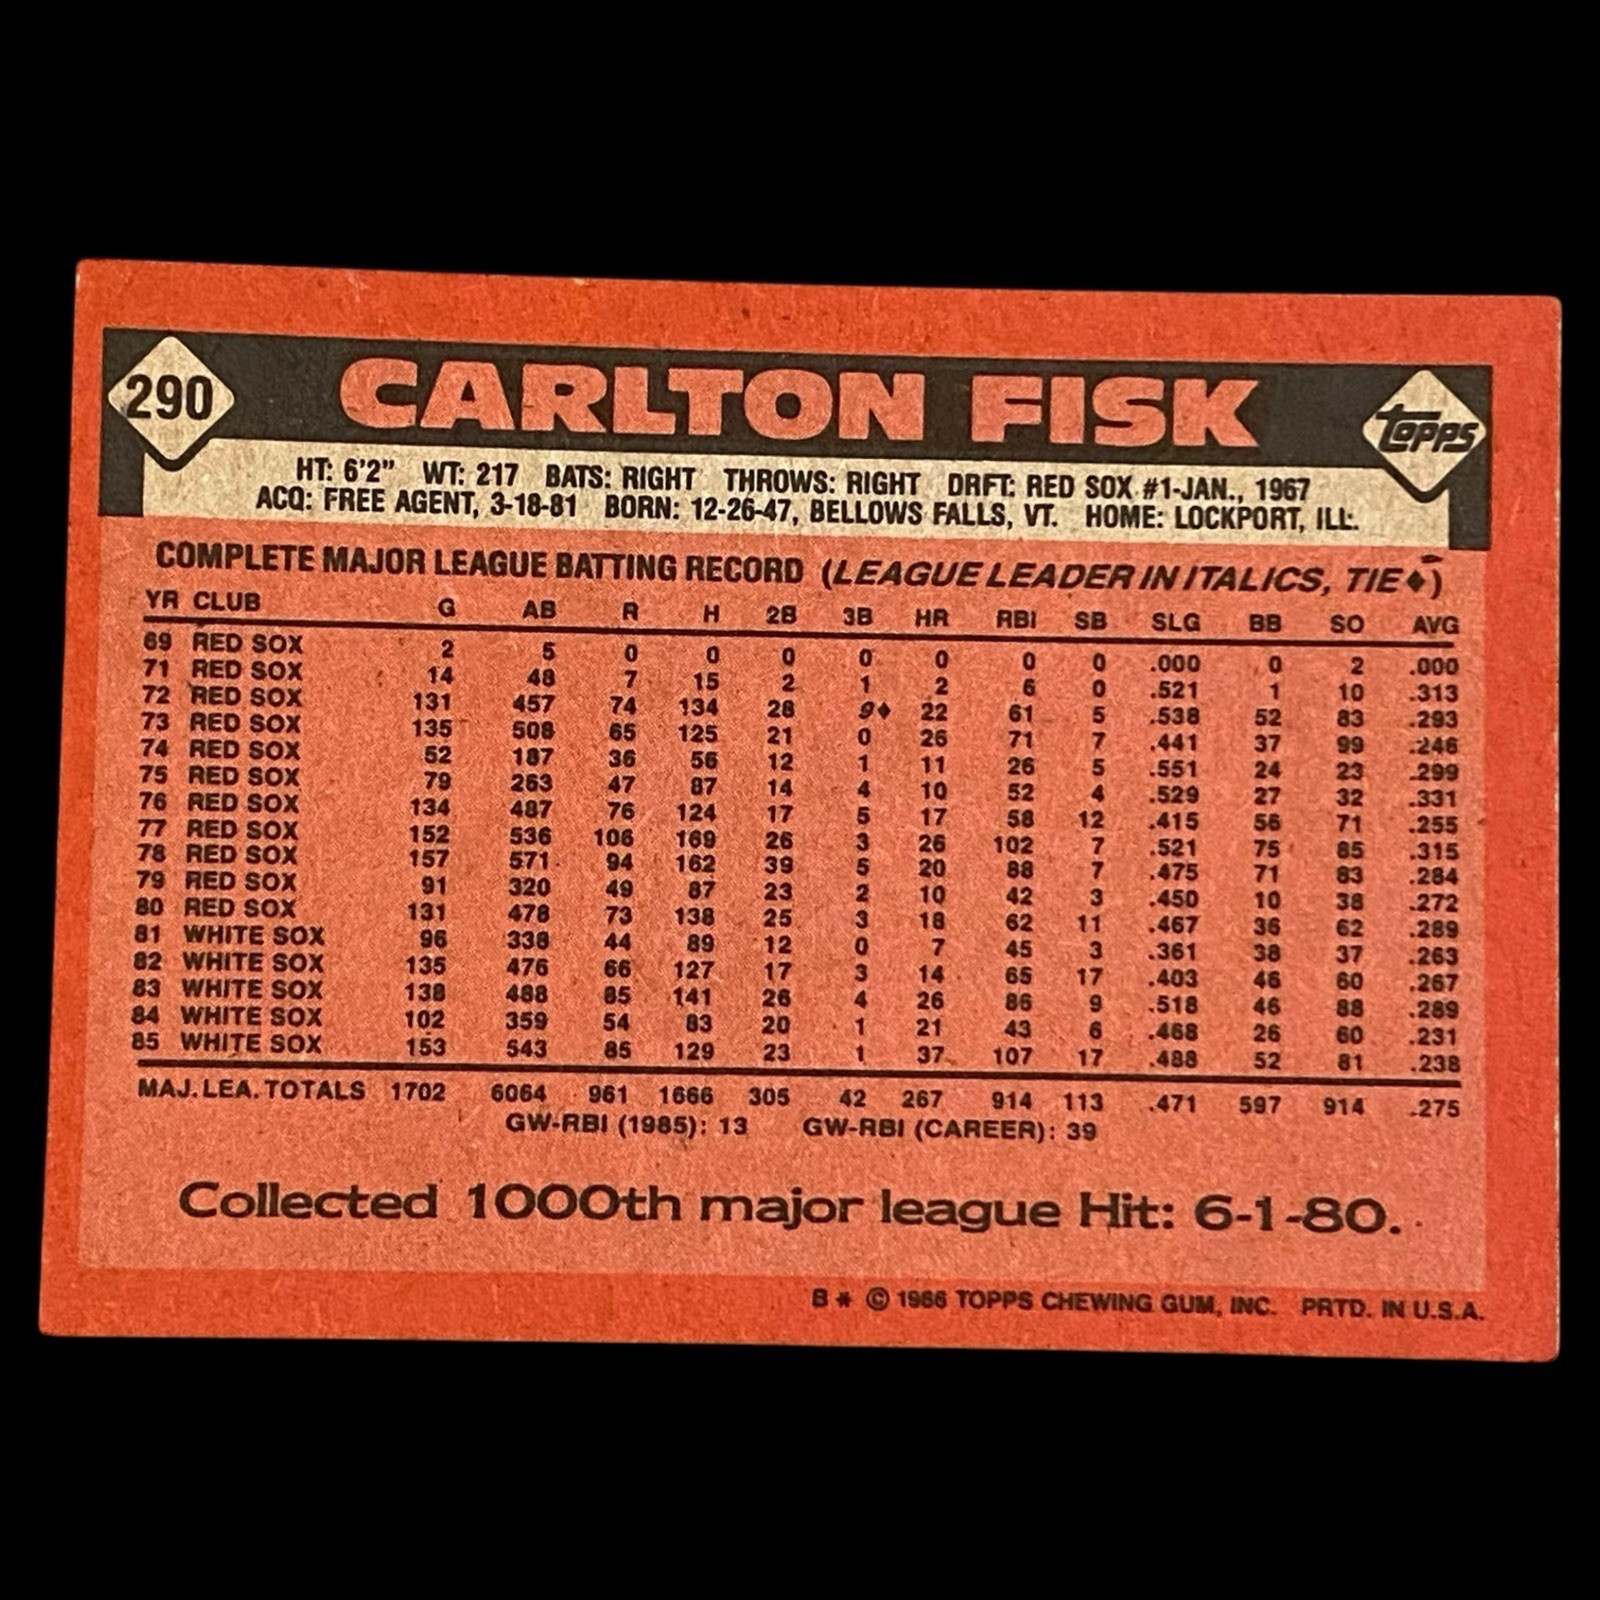 290 CARLTON FISK topps
HT: 6'2" WT: 217 BATS: RIGHT THROWS: RIGHT DRFT: RED SOX #1-JAN., 1967
ACQ: FREE AGENT, 3-18-81 BORN: 12-26-47, BELLOWS FALLS, VT. HOME: LOCKPORT, ILL.
COMPLETE MAJOR LEAGUE BATTING RECORD (LEAGUE LEADER IN ITALICS, TIE♦)
YR CLUB G AB R H 2B 3B HR RBI SB SLG BB SO AVG
69 RED SOX 2 5 0 0 0 0 0 0 0 .000 0 2 .000
71 RED SOX 14 48 7 15 2 1 2 6 0 .521 1 10 .313
72 RED SOX 131 457 74 134 28 9♦ 22 61 5 .538 52 83 .293
73 RED SOX 135 508 65 125 21 0 26 71 7 .441 37 99 .246
74 RED SOX 52 187 36 56 12 1 11 26 5 .551 24 23 .299
75 RED SOX 79 263 47 87 14 4 10 52 4 .529 27 32 .331
76 RED SOX 134 487 76 124 17 5 17 58 12 .415 56 71 .255
77 RED SOX 152 536 106 169 26 3 26 102 7 .521 75 85 .315
78 RED SOX 157 571 94 162 39 5 20 88 7 .475 71 83 .284
79 RED SOX 91 320 49 87 23 2 10 42 3 .450 10 38 .272
80 RED SOX 131 478 73 138 25 3 18 62 11 .467 36 62 .289
81 WHITE SOX 96 338 44 89 12 0 7 45 3 .361 38 37 .263
82 WHITE SOX 135 476 66 127 17 3 14 65 17 .403 46 60 .267
83 WHITE SOX 138 488 85 141 26 4 26 86 9 .518 46 88 .289
84 WHITE SOX 102 359 54 83 20 1 21 43 6 .468 26 60 .231
85 WHITE SOX 153 543 85 129 23 1 37 107 17 .488 52 81 .238
MAJ. LEA. TOTALS 1702 6064 961 1666 305 42 267 914 113 .471 597 914 .275
GW-RBI (1985): 13 GW-RBI (CAREER): 39
Collected 1000th major league Hit: 6-1-80.
B* © 1986 TOPPS CHEWING GUM, INC. PRTD. IN U.S.A.